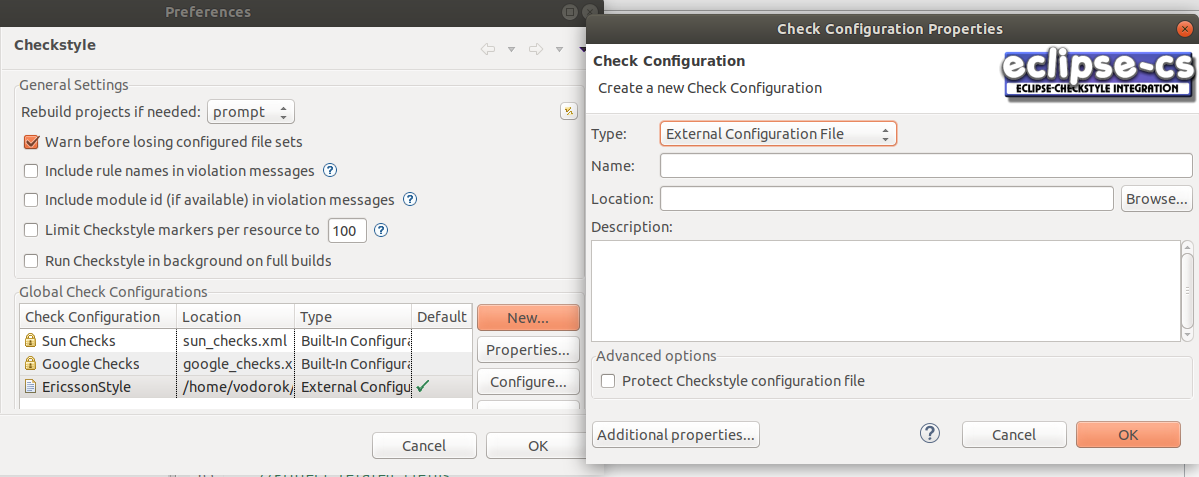 Preferences
Checkstyle
General Settings
Rebuild projects if needed: prompt
Warn before losing configured file sets
Include rule names in violation messages ?
Include module id (if available) in violation messages ?
Limit Checkstyle markers per resource to 100 ?
Run Checkstyle in background on full builds
Global Check Configurations
Check Configuration Location Type Default
Sun Checks sun_checks.xml Built-In Configura
Google Checks google_checks.x Built-In Configura
EricssonStyle /home/vodorok/ External Configu
New...
Properties...
Configure...
Cancel OK
Check Configuration Properties
Check Configuration
Create a new Check Configuration
eclipse-cs
ECLIPSE-CHECKSTYLE INTEGRATION
Type: External Configuration File
Name:
Location: Browse...
Description:
Advanced options
Protect Checkstyle configuration file
Additional properties... ? Cancel OK